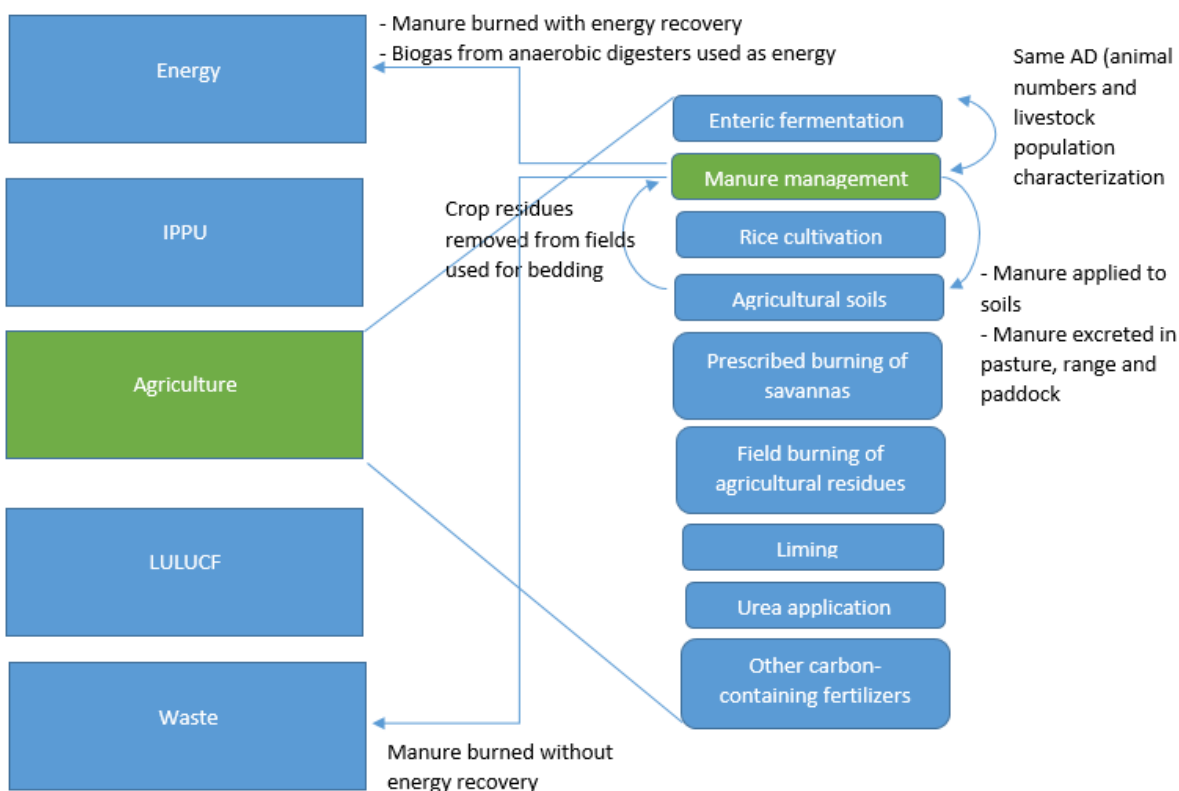 - Manure burned with energy recovery
- Biogas from anaerobic digesters used as energy
Energy
IPPU
Agriculture
LULUCF
Waste
Crop residues
removed from fields
used for bedding
Manure burned without
energy recovery
Enteric fermentation
Manure management
Rice cultivation
Agricultural soils
Prescribed burning of
savannas
Field burning of
agricultural residues
Liming
Urea application
Other carbon-
containing fertilizers
Same AD (animal
numbers and
livestock
population
characterization
- Manure applied to
soils
- Manure excreted in
pasture, range and
paddock